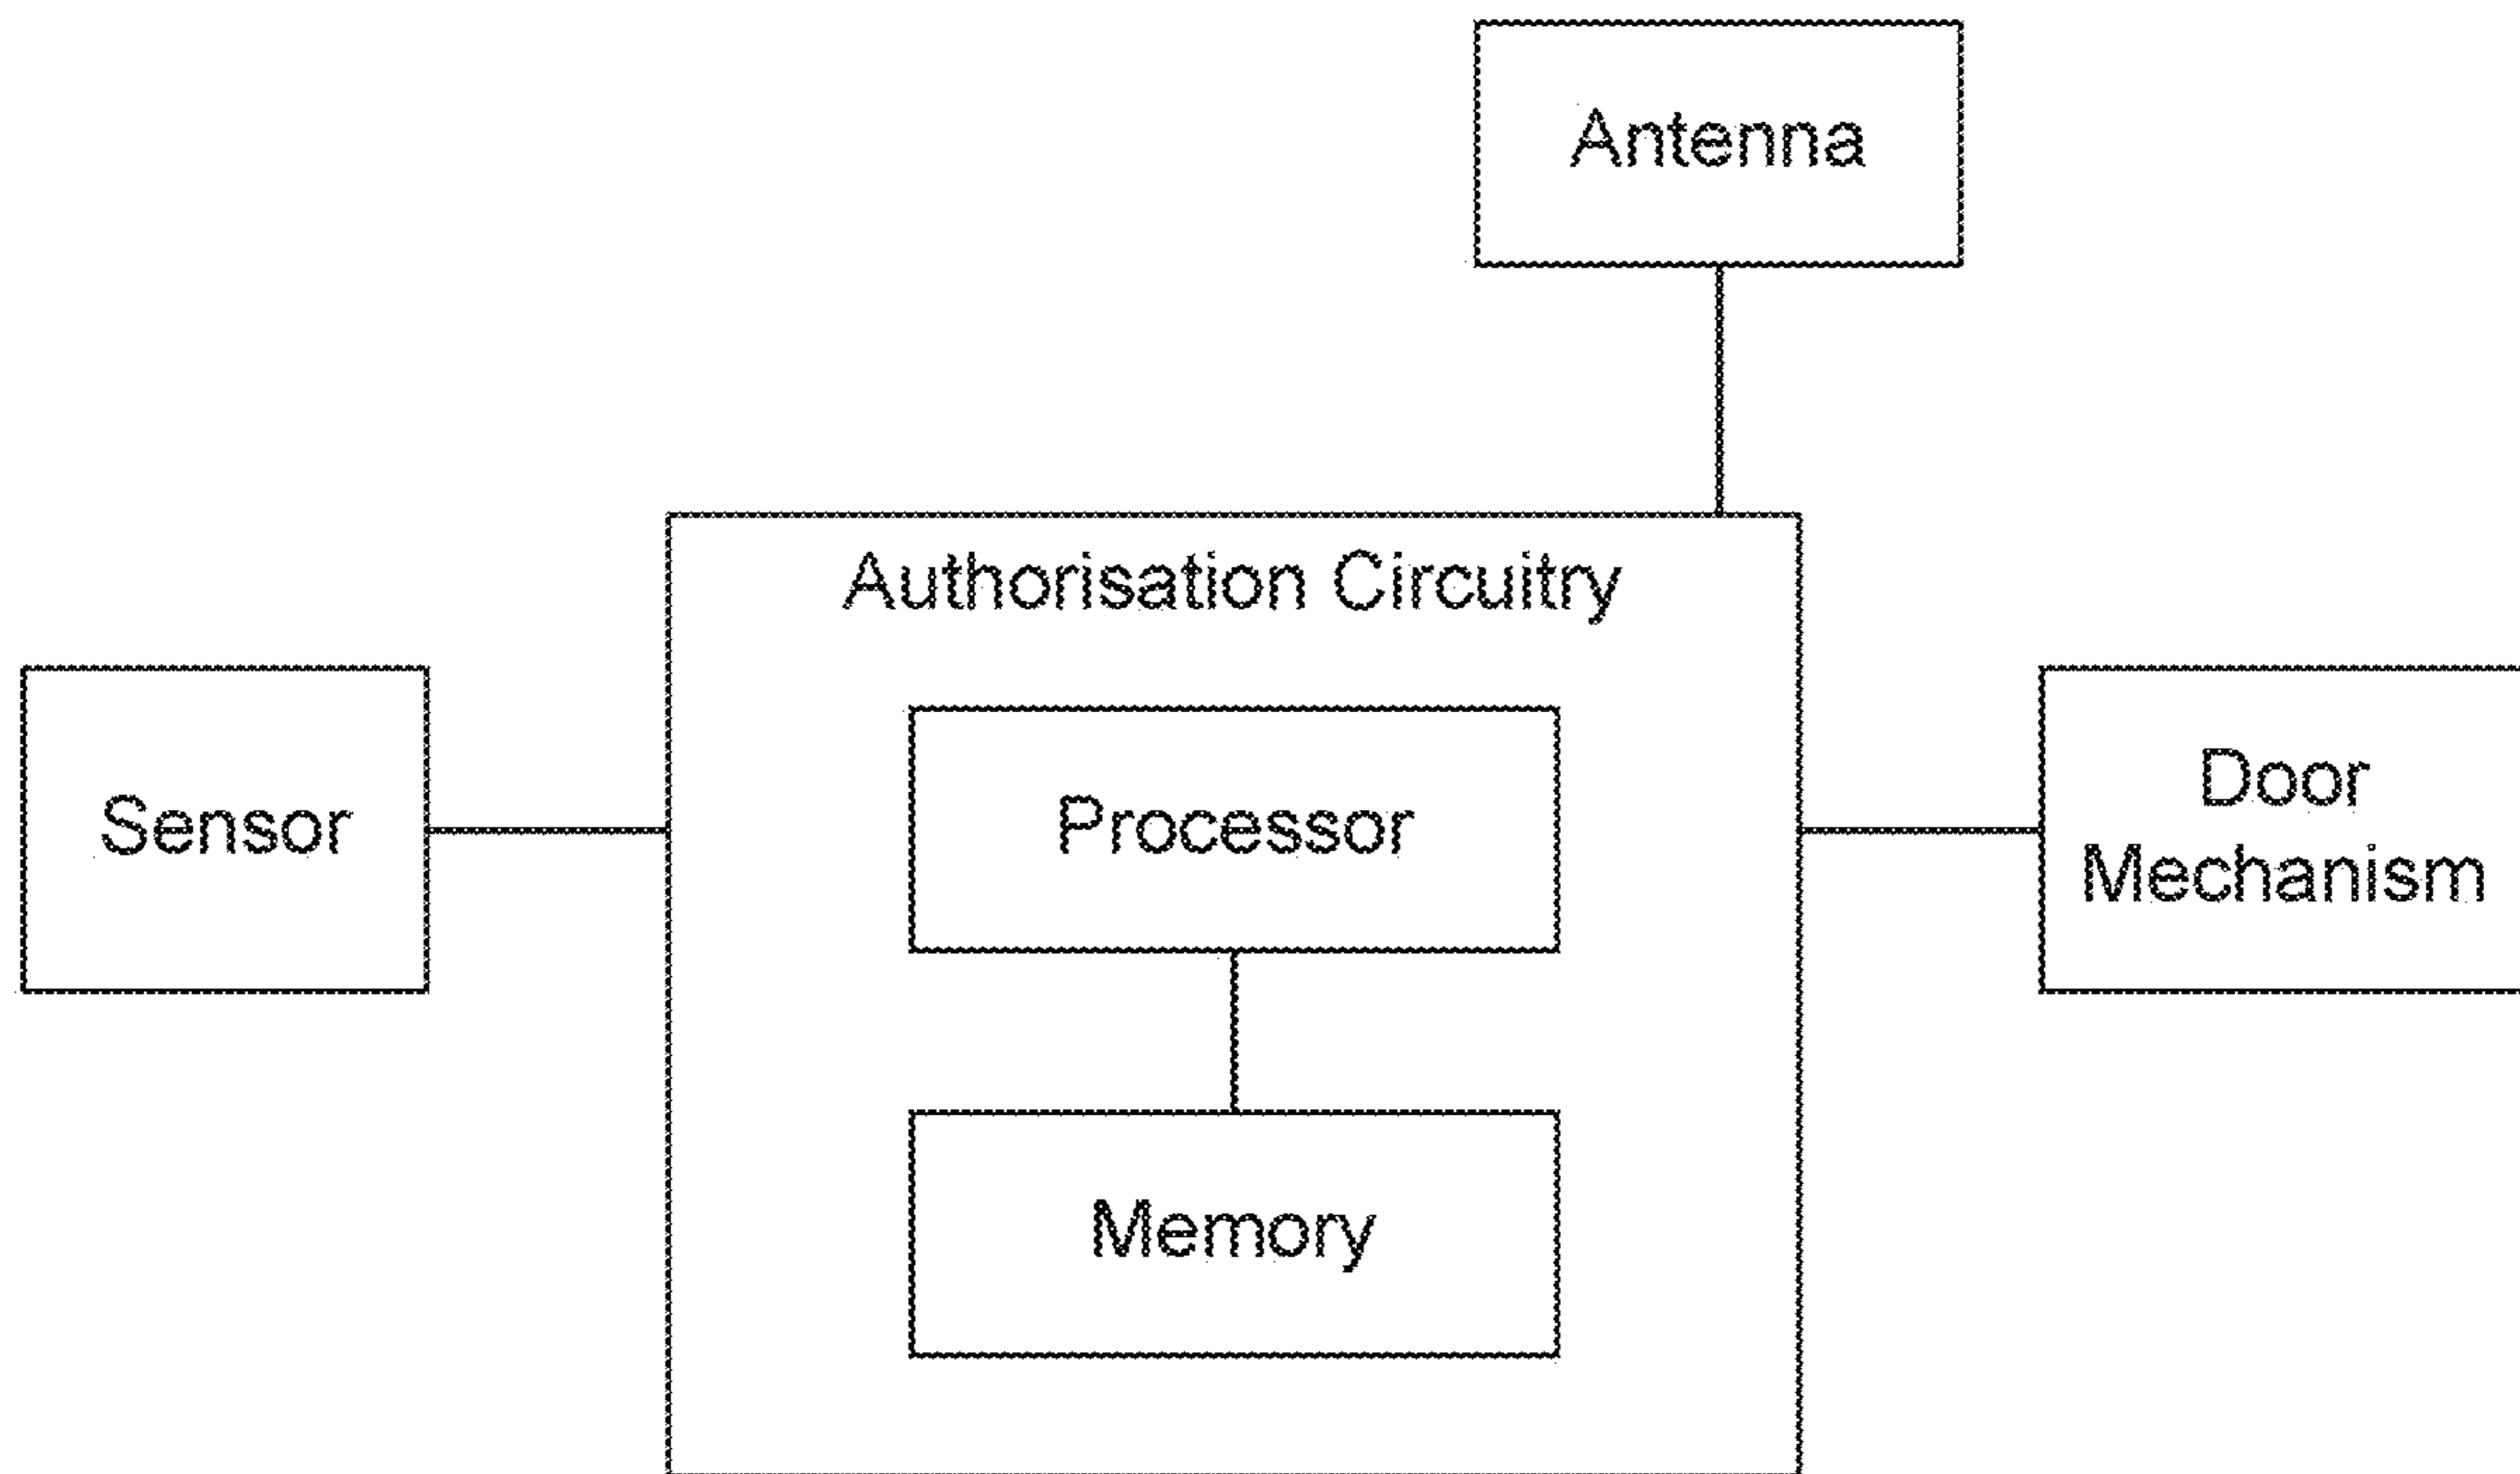 Antenna
Authorisation Circuitry
Sensor
Processor
Door
Mechanism
Memory